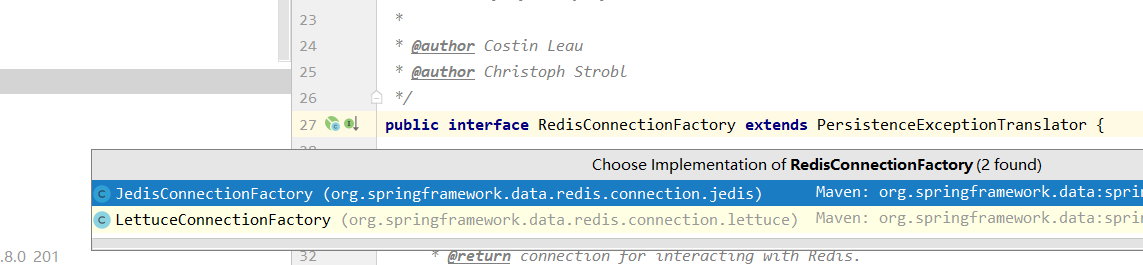 23 *
24 * @author Costin Leau
25 * @author Christoph Strobl
26 */
27 public interface RedisConnectionFactory extends PersistenceExceptionTranslator {
Choose Implementation of RedisConnectionFactory (2 found)
JedisConnectionFactory (org.springframework.data.redis.connection.jedis) Maven: org.springframework.data:spri
LettuceConnectionFactory (org.springframework.data.redis.connection.lettuce) Maven: org.springframework.data:spri
.8.0 201 32 * @return connection for interacting with Redis.